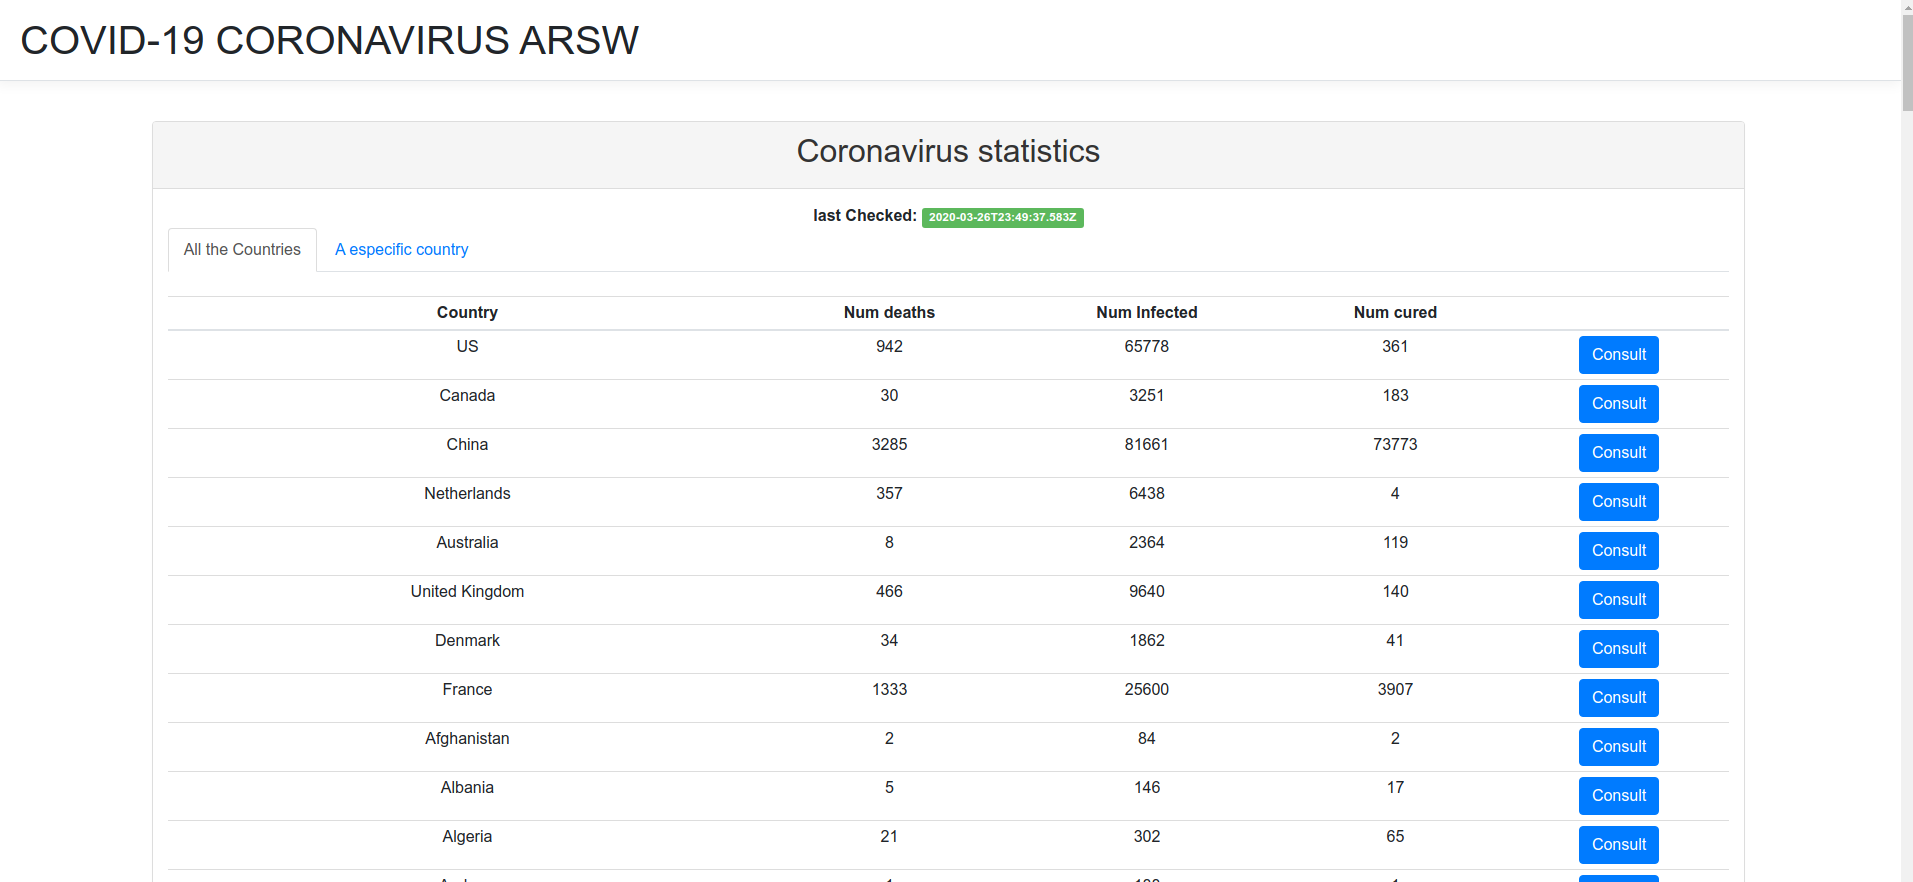 COVID-19 CORONAVIRUS ARSW
Coronavirus statistics
last Checked: 2020-03-26T23:49:37.583Z
All the Countries A especific country
Country Num deaths Num Infected Num cured
US 942 65778 361 Consult
Canada 30 3251 183 Consult
China 3285 81661 73773 Consult
Netherlands 357 6438 4 Consult
Australia 8 2364 119 Consult
United Kingdom 466 9640 140 Consult
Denmark 34 1862 41 Consult
France 1333 25600 3907 Consult
Afghanistan 2 84 2 Consult
Albania 5 146 17 Consult
Algeria 21 302 65 Consult